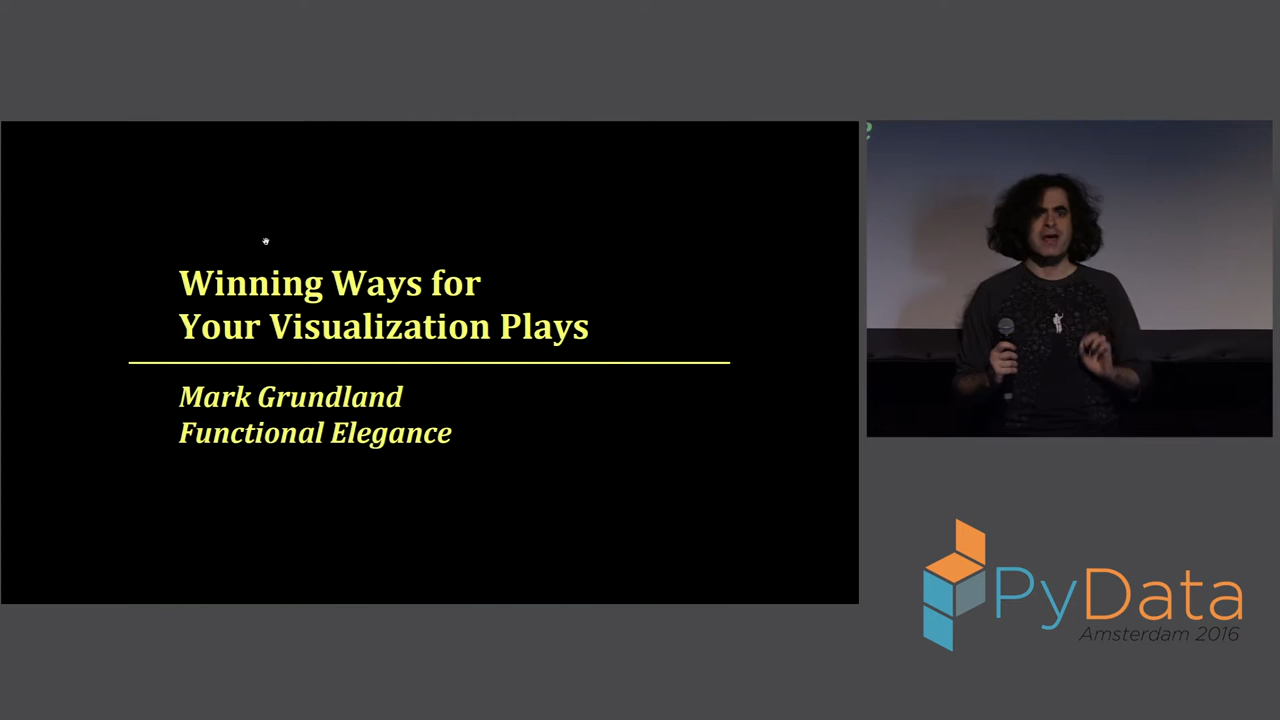 Winning Ways for
Your Visualization Plays
Mark Grundland
Functional Elegance
PyData
Amsterdam 2016